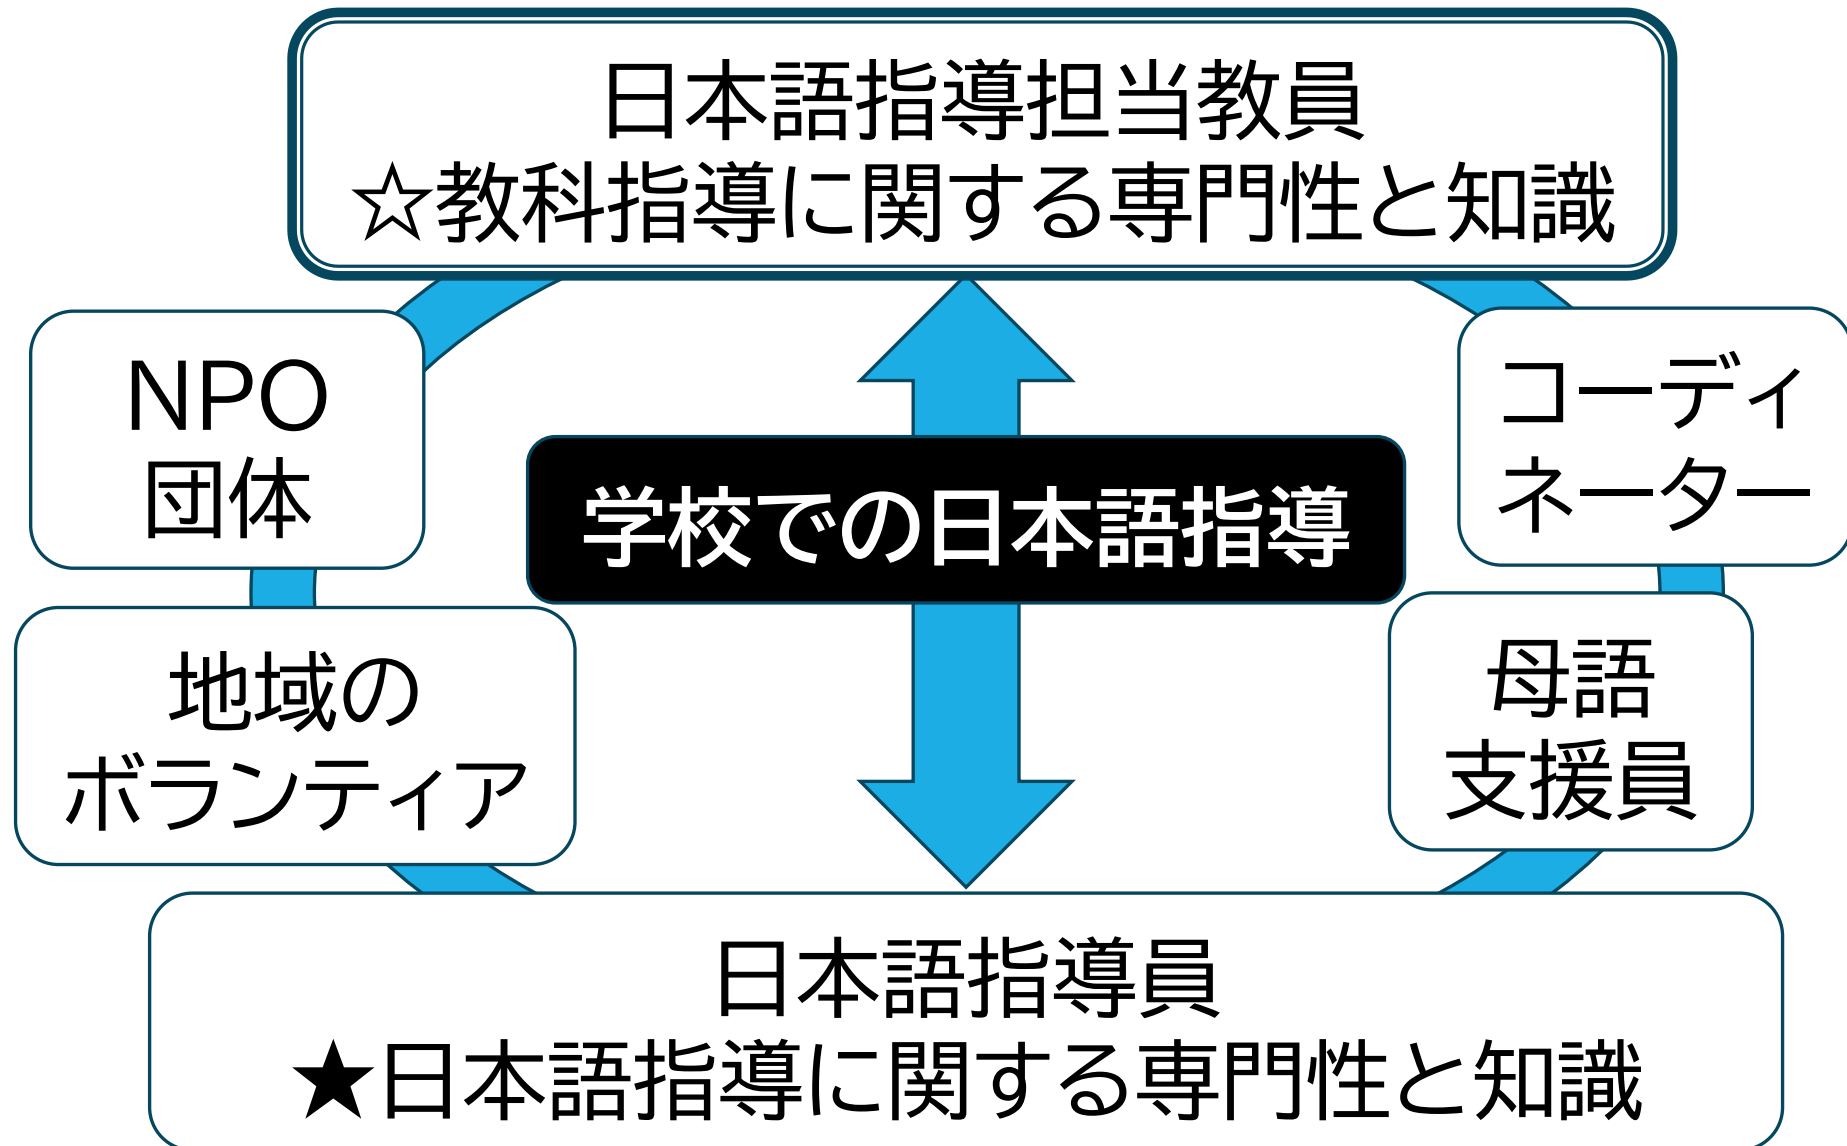 日本語指導担当教員
☆教科指導に関する専門性と知識
NPO
団体
コーディ
ネーター
学校での日本語指導
地域の
ボランティア
母語
支援員
日本語指導員
★日本語指導に関する専門性と知識